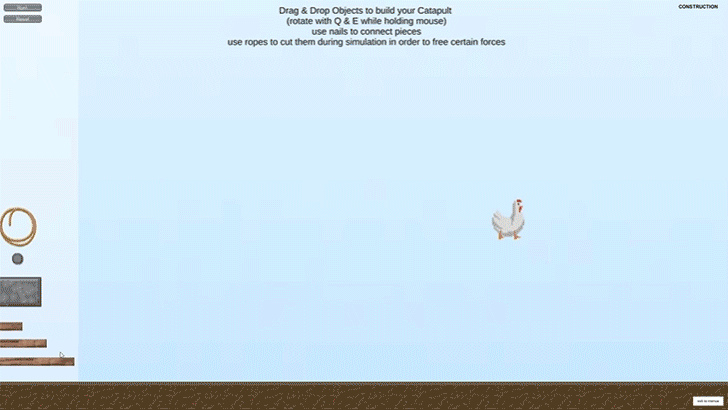 Reset
Drag & Drop Objects to build your Catapult
(rotate with Q & E while holding mouse)
use nails to connect pieces
use ropes to cut them during simulation in order to free certain forces
CONSTRUCTION